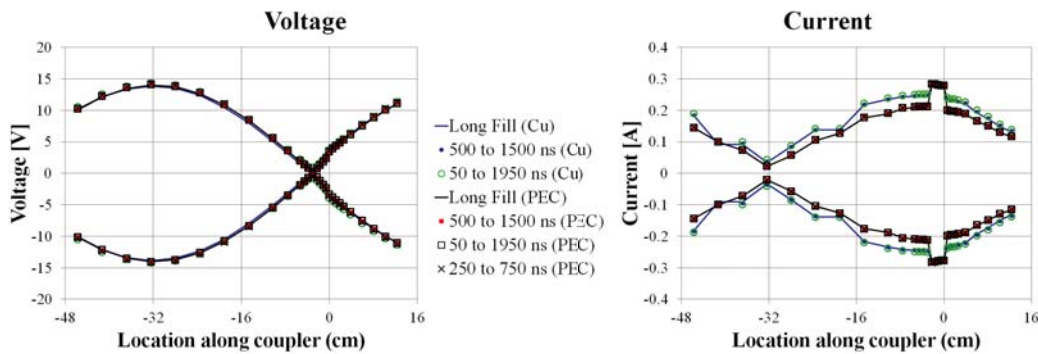 Voltage
20
15
10
5
0
-5
-10
-15
-20
Voltage [V]
-48 -32 -16 0 16
Location along coupler (cm)
Long Fill (Cu)
500 to 1500 ns (Cu)
50 to 1950 ns (Cu)
Long Fill (PEC)
500 to 1500 ns (PEC)
50 to 1950 ns (PEC)
250 to 750 ns (PEC)
Current
0.4
0.3
0.2
0.1
0
-0.1
-0.2
-0.3
-0.4
Current [A]
-48 -32 -16 0 16
Location along coupler (cm)